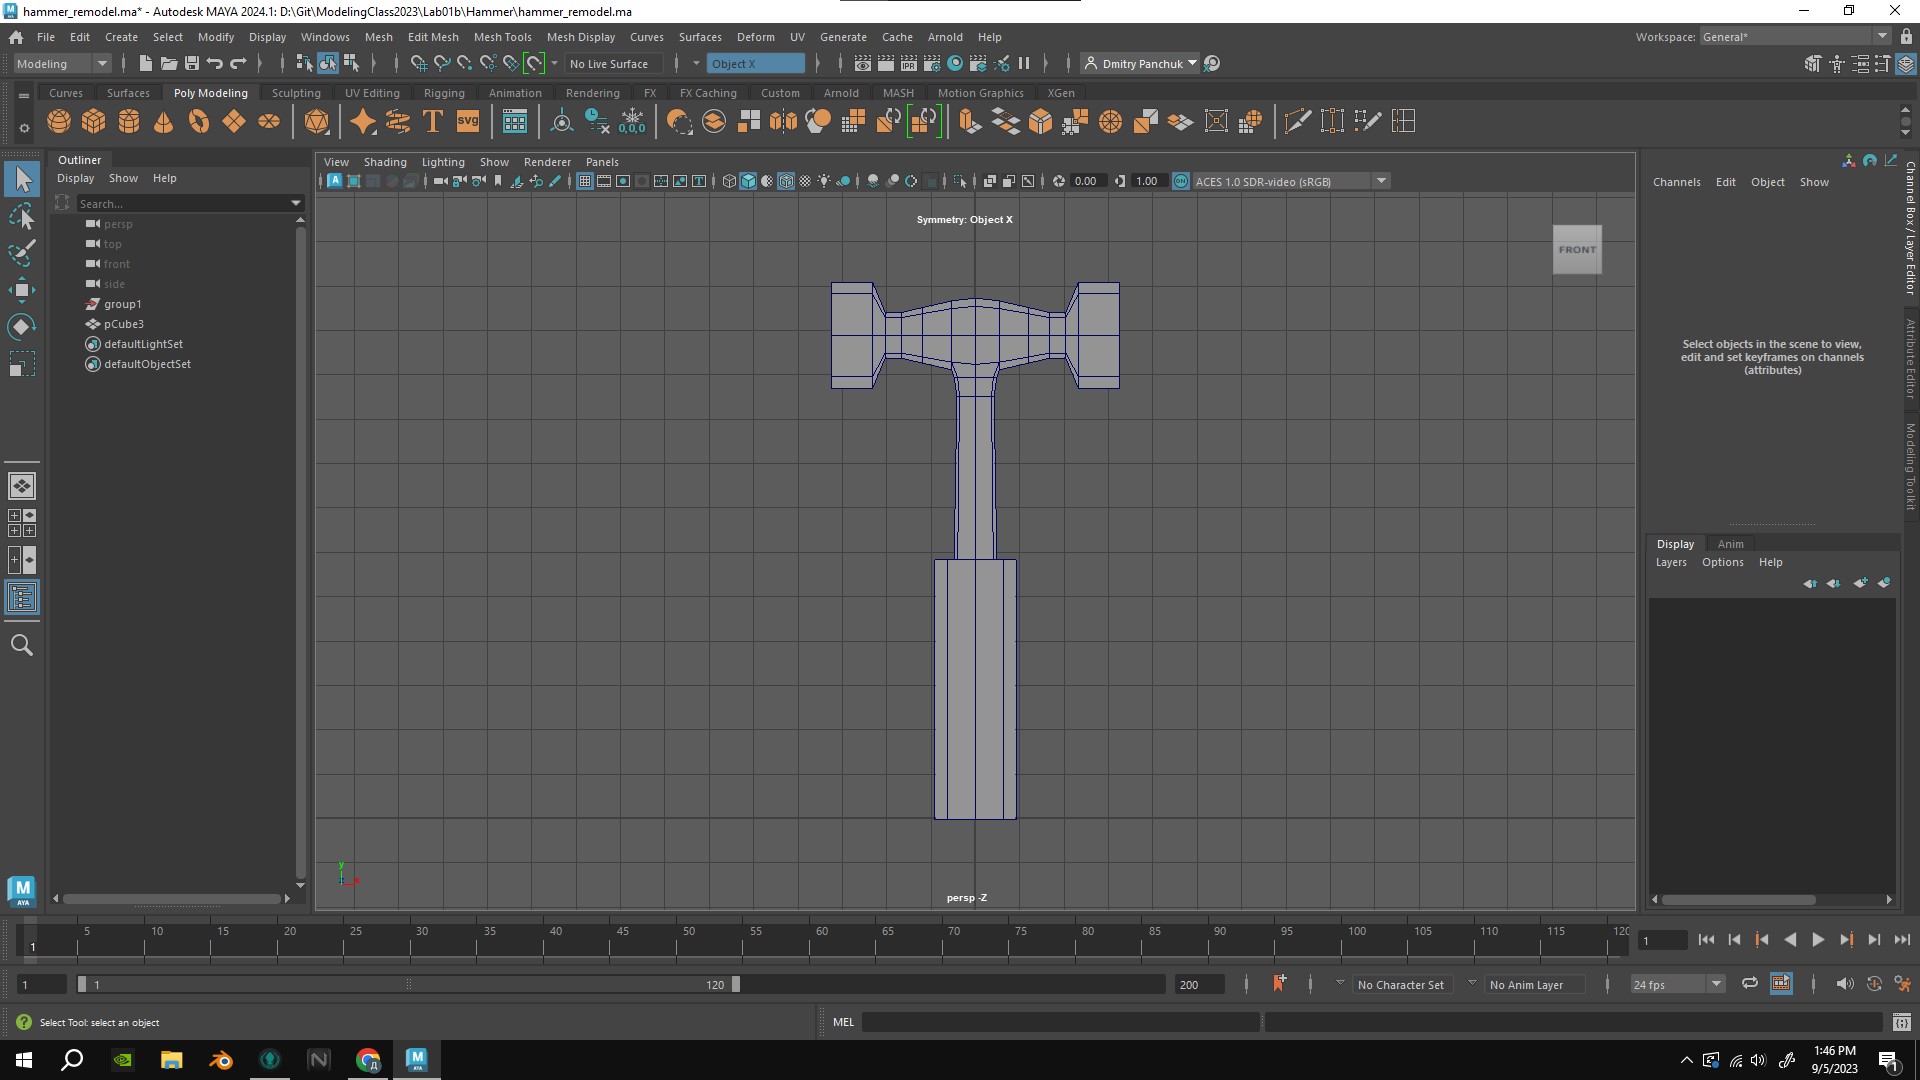 hammer_remodel.ma* - Autodesk MAYA 2024.1: D:\Git\ModelingClass2023\Lab01b\Hammer\hammer_remodel.ma
File Edit Create Select Modify Display Windows Mesh Edit Mesh Mesh Tools Mesh Display Curves Surfaces Deform UV Generate Cache Arnold Help
Workspace: General*
Modeling
No Live Surface
Object X
IPR
Dmitry Panchuk
Curves Surfaces Poly Modeling Sculpting UV Editing Rigging Animation Rendering FX FX Caching Custom Arnold MASH Motion Graphics XGen
T
SVG
0,0,0
Outliner
Display Show Help
Search...
persp
top
front
side
group1
pCube3
defaultLightSet
defaultObjectSet
View Shading Lighting Show Renderer Panels
0.00
1.00
ON
ACES 1.0 SDR-video (sRGB)
Symmetry: Object X
FRONT
y
x
persp -Z
Channels Edit Object Show
Select objects in the scene to view,
edit and set keyframes on channels
(attributes)
Channel Box / Layer Editor
Attribute Editor
Modeling Toolkit
Display Anim
Layers Options Help
M
AYA
1
5 10 15 20 25 30 35 40 45 50 55 60 65 70 75 80 85 90 95 100 105 110 115 120
1
1
1
120
200
No Character Set
No Anim Layer
24 fps
Select Tool: select an object
MEL
1:46 PM
9/5/2023
1